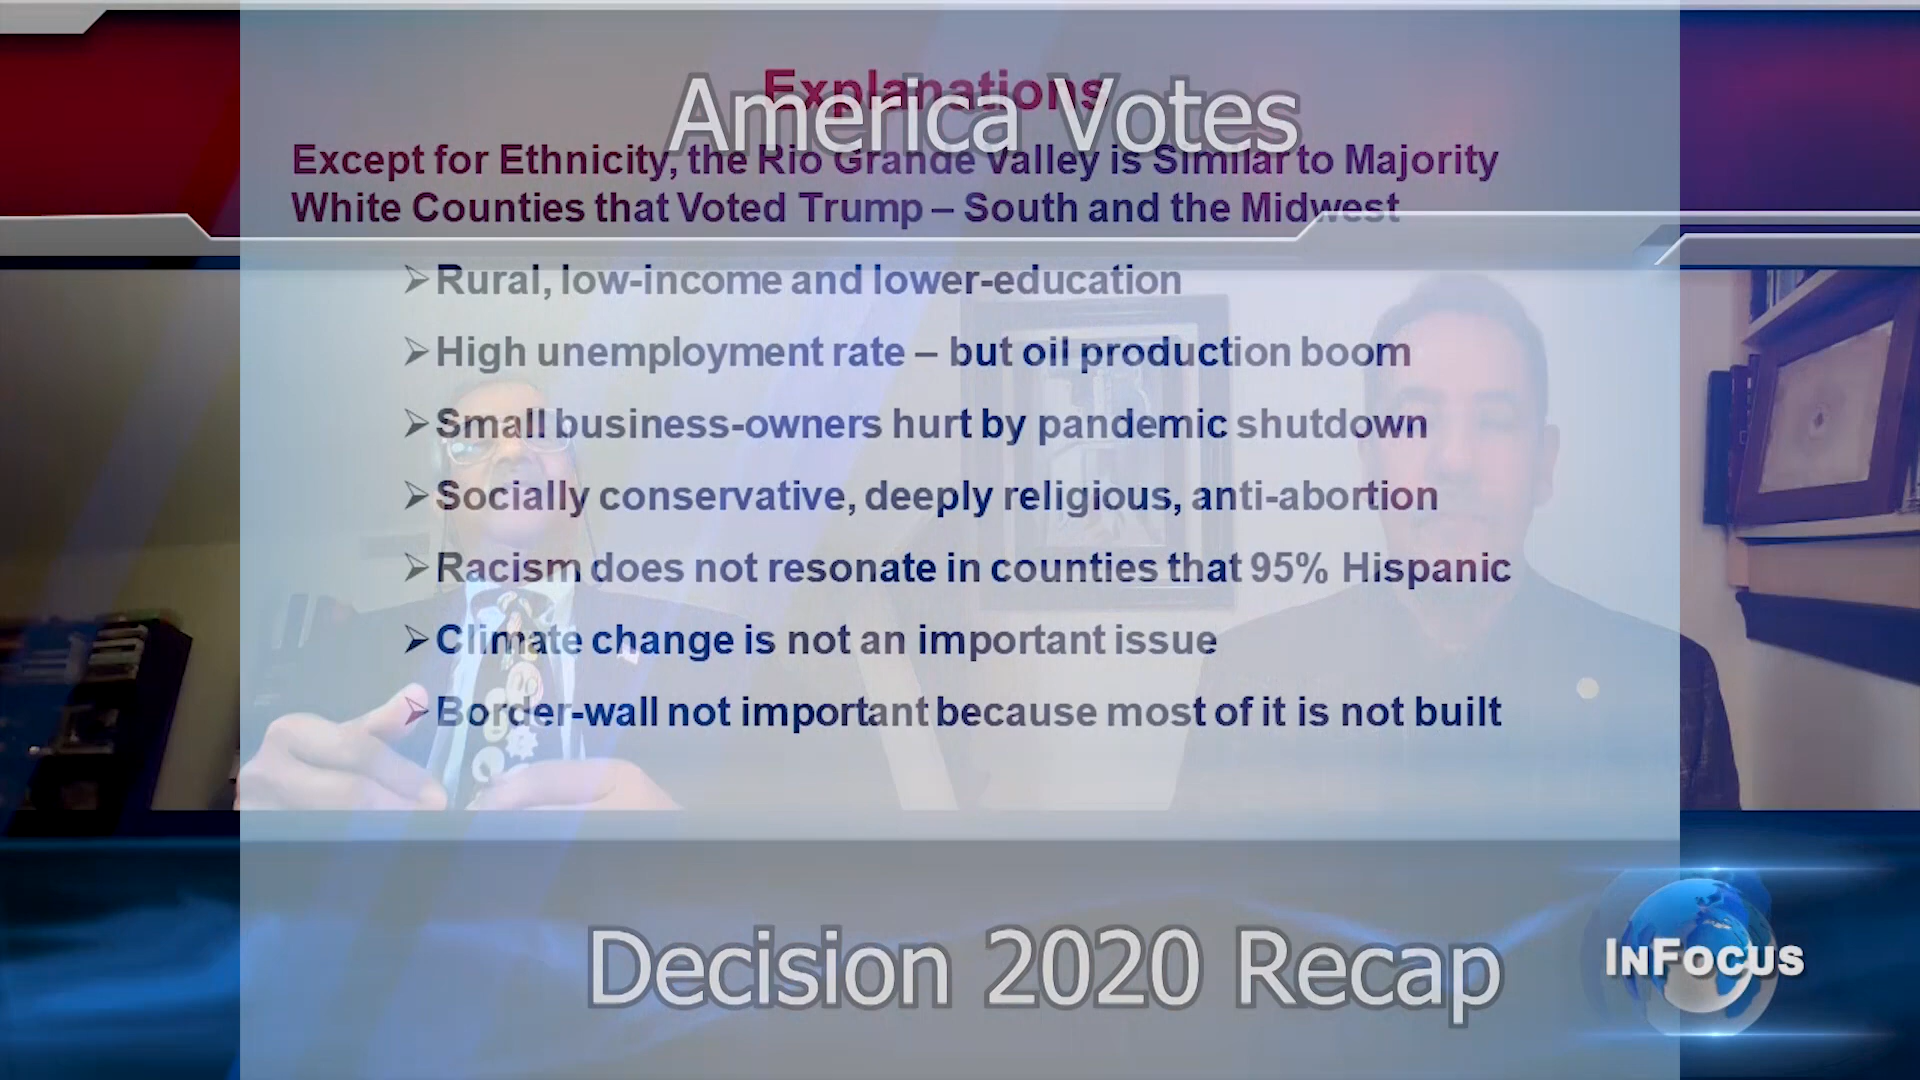 Explanations
America Votes
Except for Ethnicity, the Rio Grande Valley is Similar to Majority
White Counties that Voted Trump – South and the Midwest
➢Rural, low-income and lower-education
➢High unemployment rate – but oil production boom
➢Small business-owners hurt by pandemic shutdown
➢Socially conservative, deeply religious, anti-abortion
➢Racism does not resonate in counties that 95% Hispanic
➢Climate change is not an important issue
➢Border-wall not important because most of it is not built
Decision 2020 Recap
InFocus